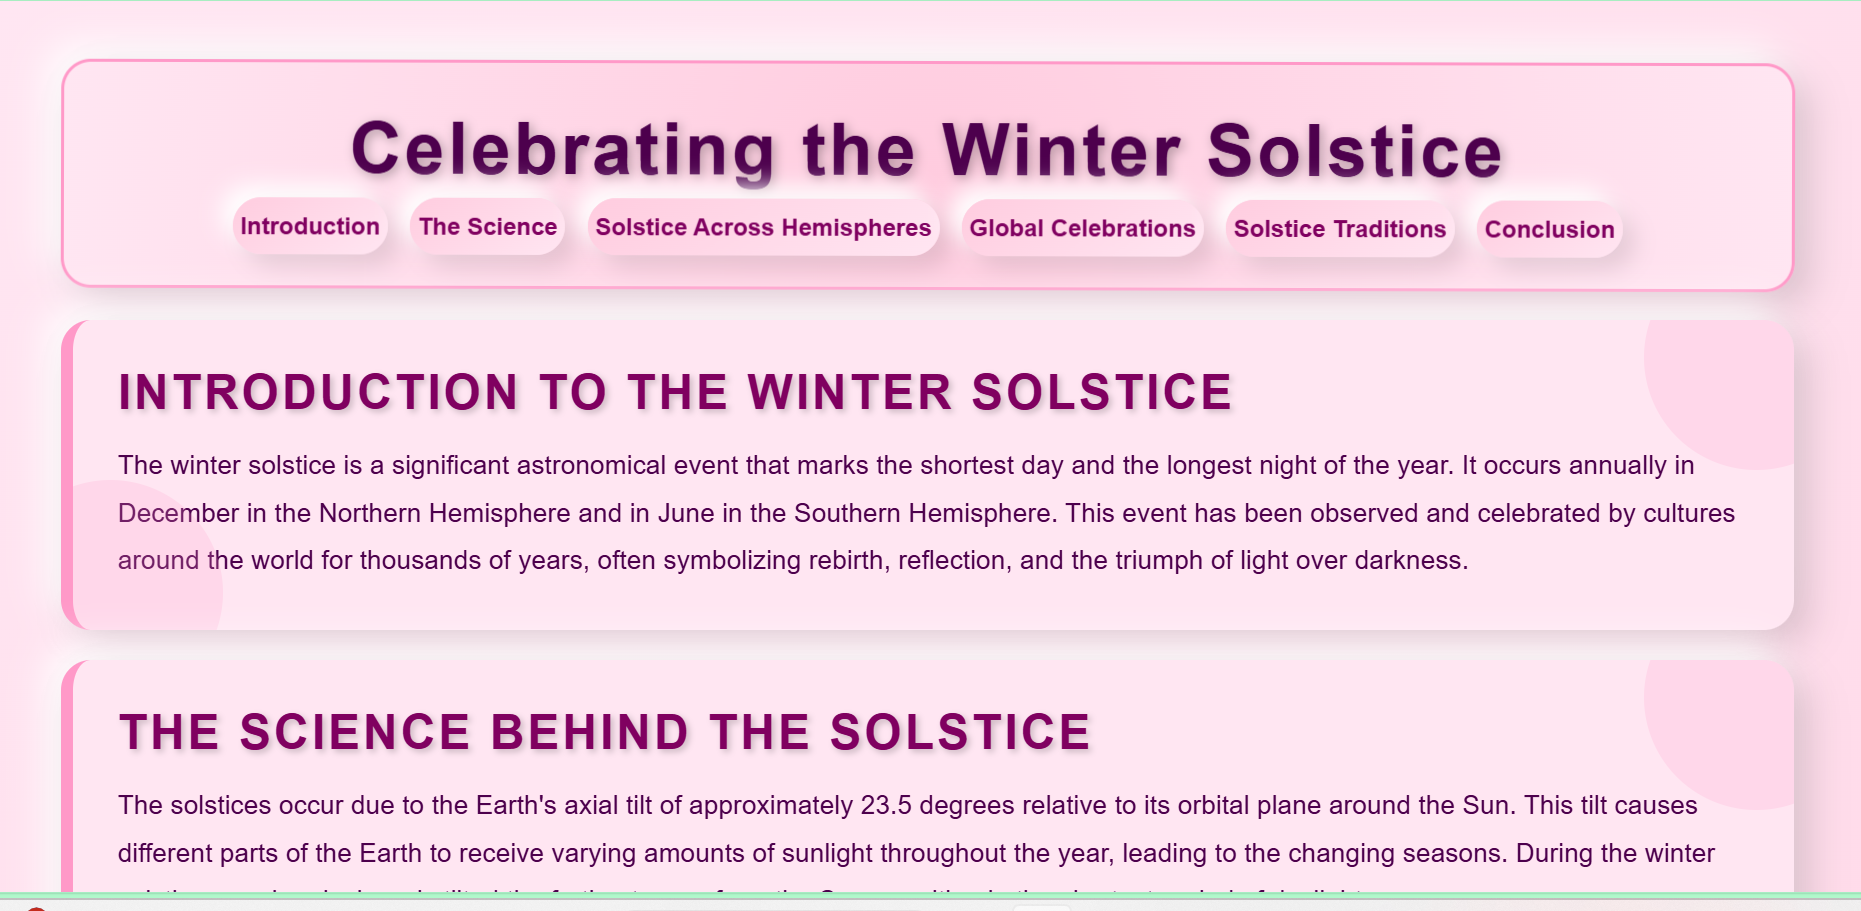 Celebrating the Winter Solstice
Introduction The Science Solstice Across Hemispheres Global Celebrations Solstice Traditions Conclusion
INTRODUCTION TO THE WINTER SOLSTICE
The winter solstice is a significant astronomical event that marks the shortest day and the longest night of the year. It occurs annually in
December in the Northern Hemisphere and in June in the Southern Hemisphere. This event has been observed and celebrated by cultures
around the world for thousands of years, often symbolizing rebirth, reflection, and the triumph of light over darkness.
THE SCIENCE BEHIND THE SOLSTICE
The solstices occur due to the Earth's axial tilt of approximately 23.5 degrees relative to its orbital plane around the Sun. This tilt causes
different parts of the Earth to receive varying amounts of sunlight throughout the year, leading to the changing seasons. During the winter